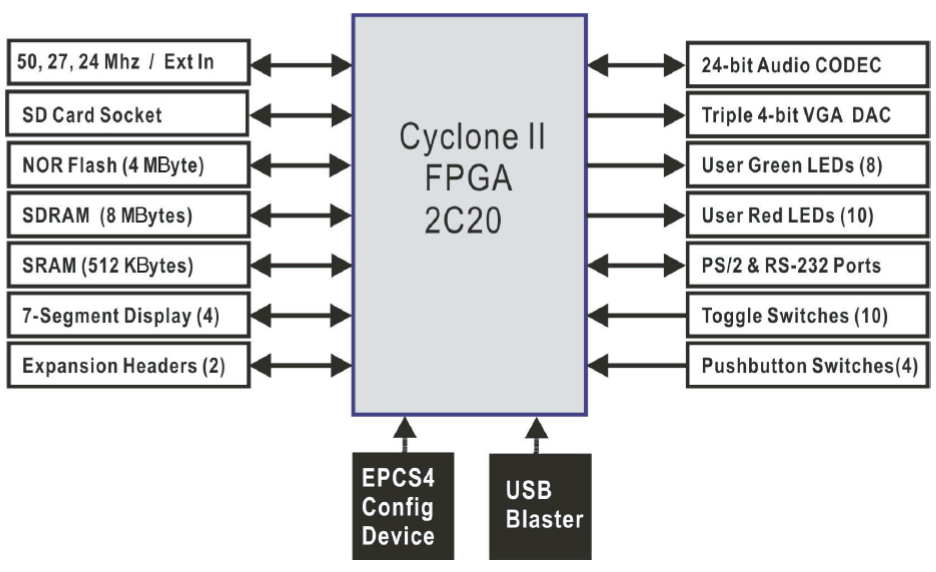 50, 27, 24 Mhz / Ext In
SD Card Socket
NOR Flash (4 MByte)
SDRAM (8 MBytes)
SRAM (512 KBytes)
7-Segment Display (4)
Expansion Headers (2)
Cyclone II
FPGA
2C20
24-bit Audio CODEC
Triple 4-bit VGA DAC
User Green LEDs (8)
User Red LEDs (10)
PS/2 & RS-232 Ports
Toggle Switches (10)
Pushbutton Switches(4)
EPCS4
Config
Device
USB
Blaster